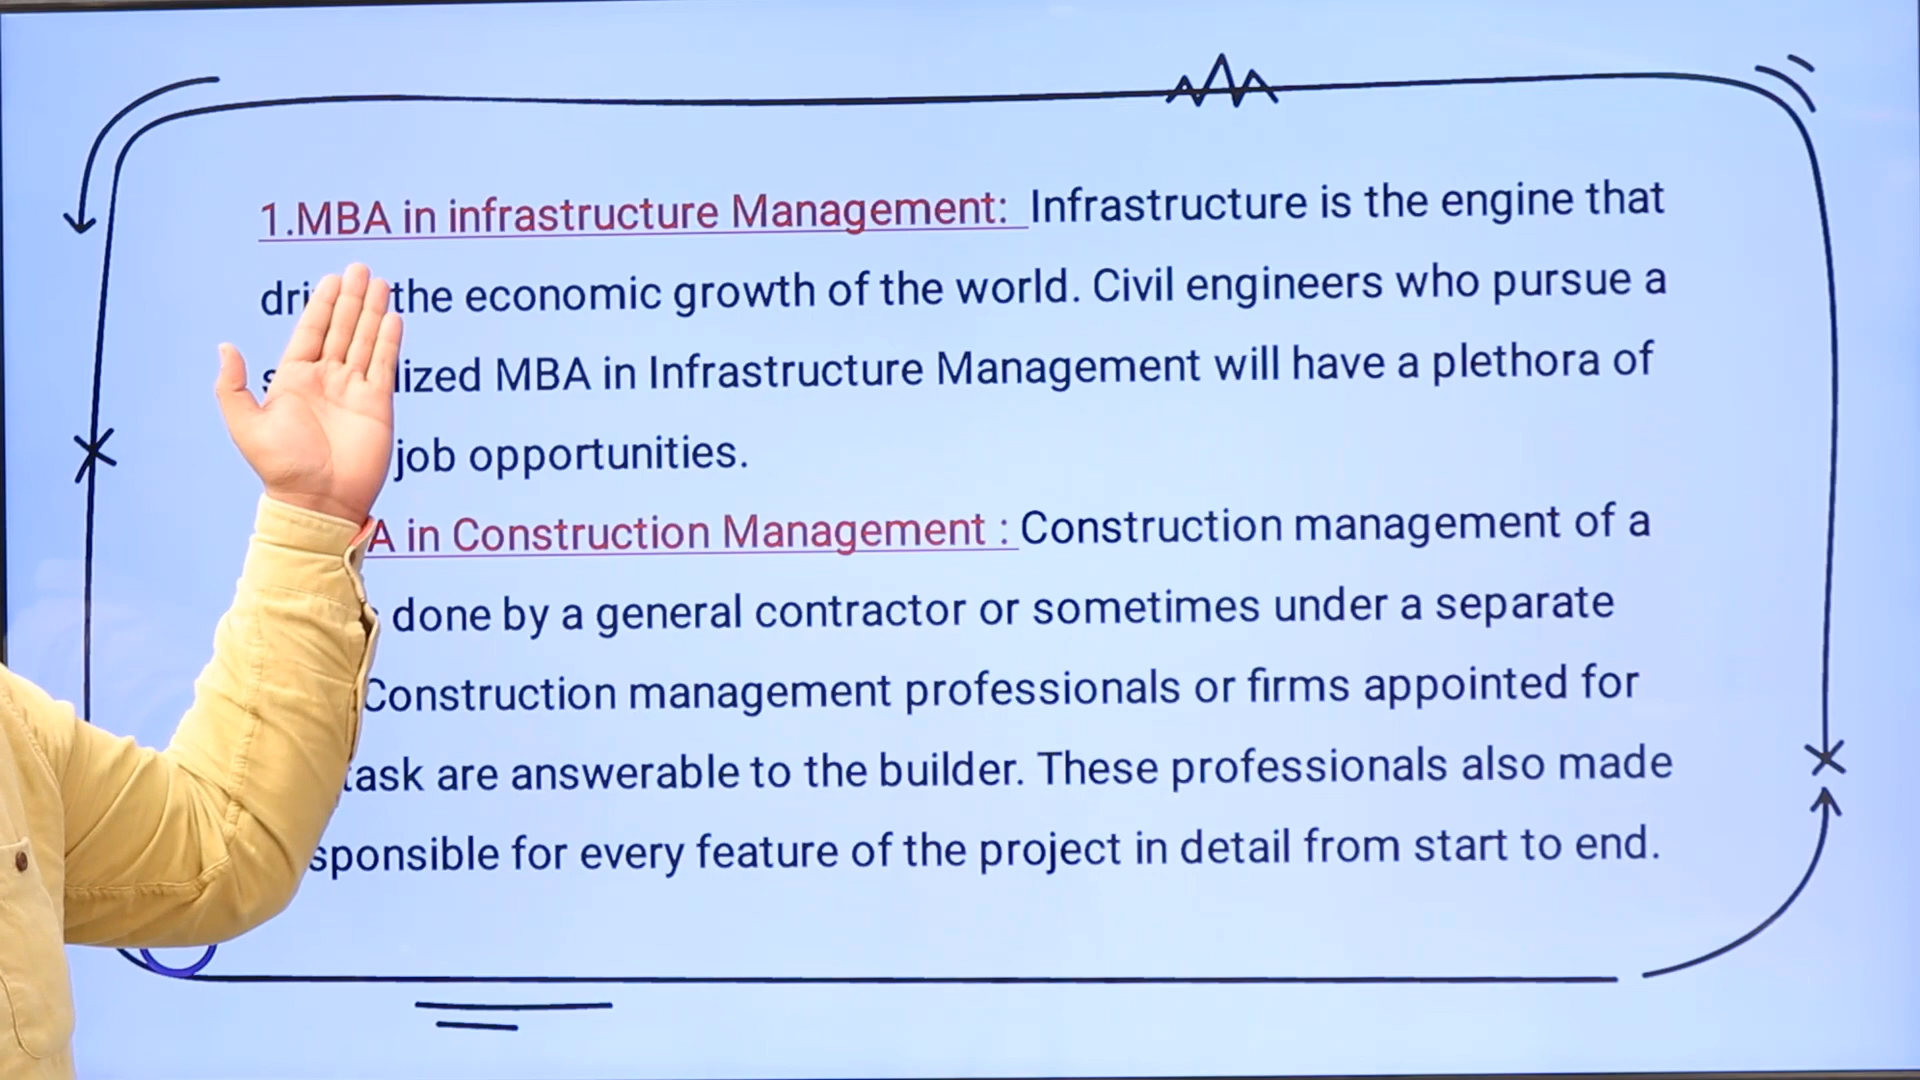 1.MBA in infrastructure Management: Infrastructure is the engine that
the economic growth of the world. Civil engineers who pursue a
MBA in Infrastructure Management will have a plethora of
job opportunities.
in Construction Management : Construction management of a
done by a general contractor or sometimes under a separate
Construction management professionals or firms appointed for
task are answerable to the builder. These professionals also made
for every feature of the project in detail from start to end.